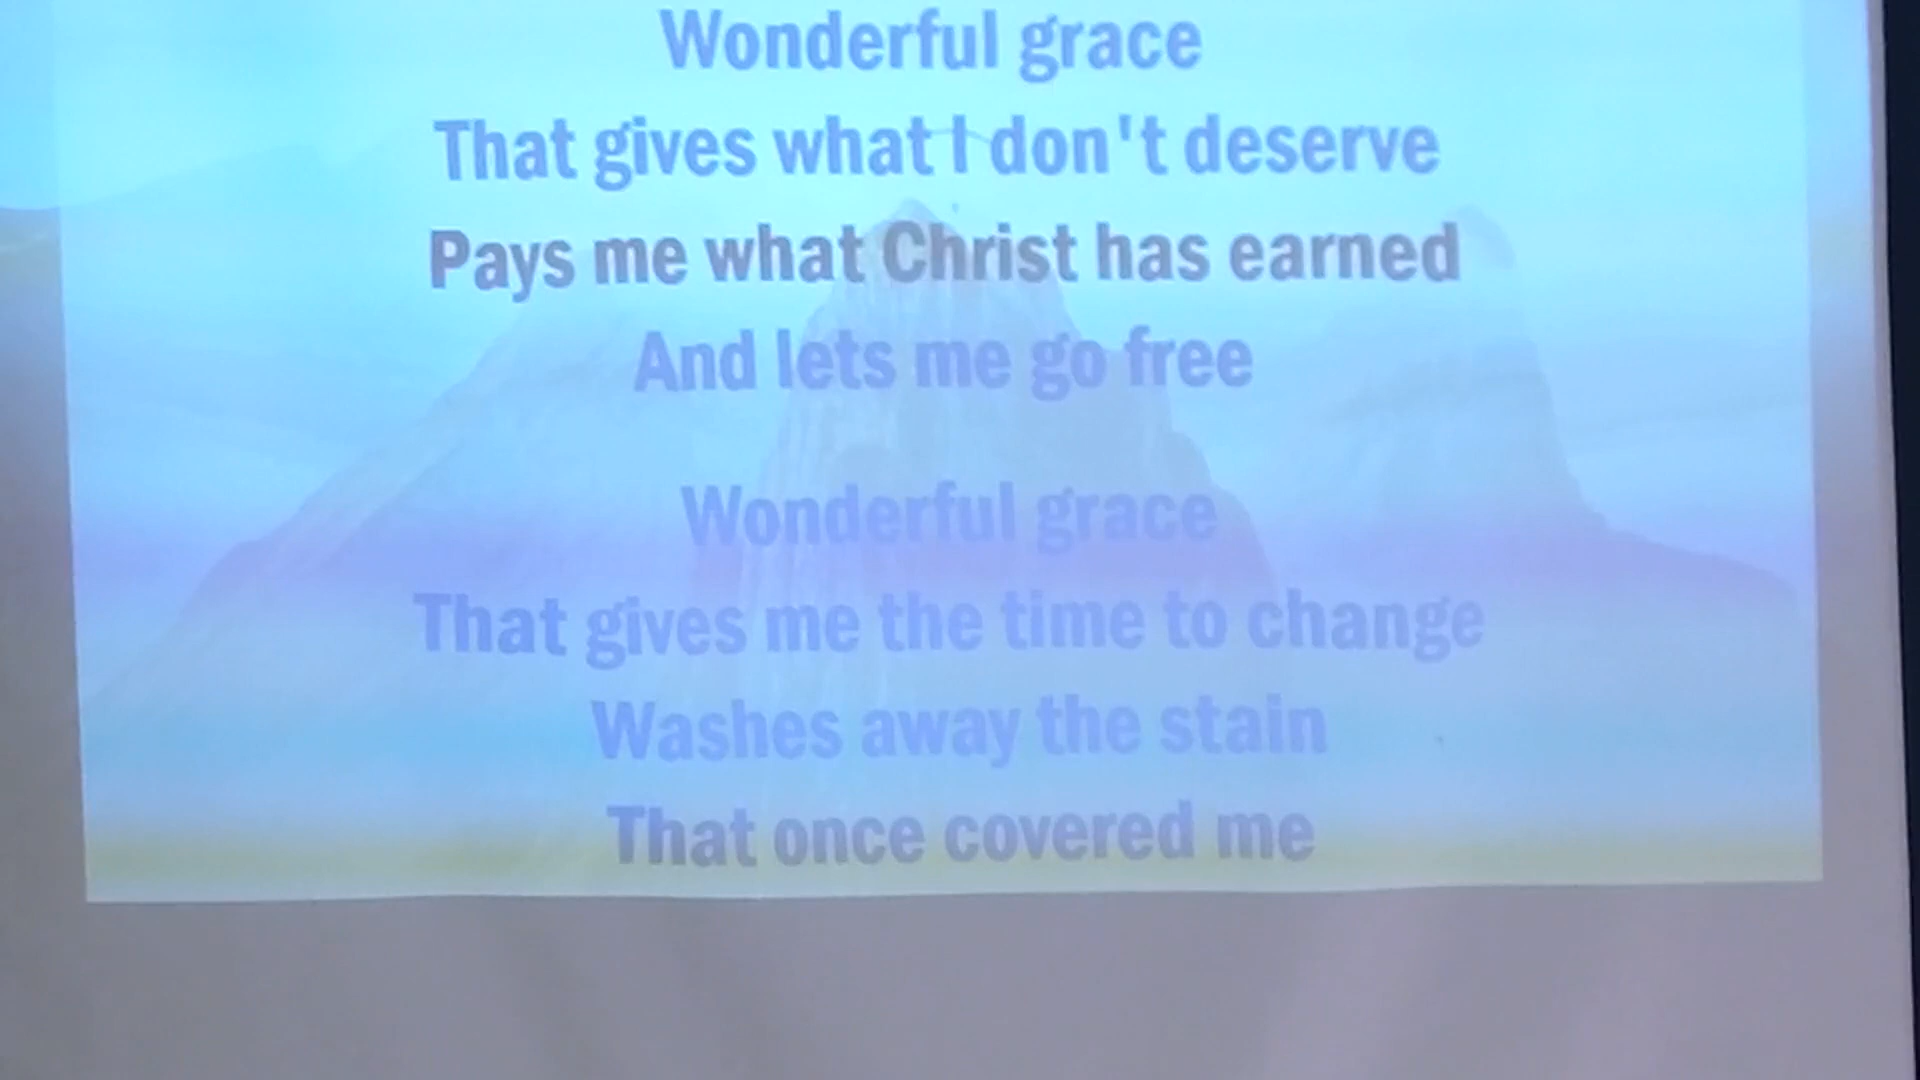 Wonderful grace
That gives what I don't deserve
Pays me what Christ has earned
And lets me go free
Wonderful grace
That gives me the time to change
Washes away the stain
That once covered me